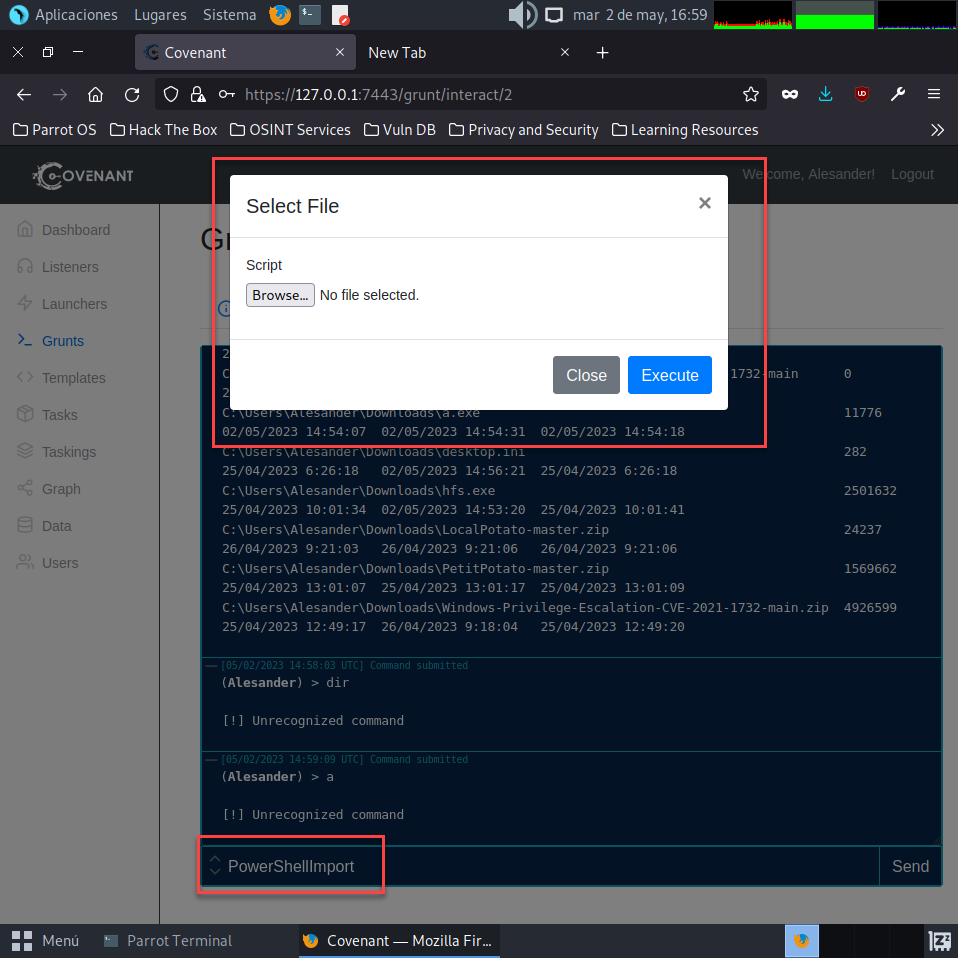 Aplicaciones Lugares Sistema mar 2 de may, 16:59
Covenant New Tab
https://127.0.0.1:7443/grunt/interact/2
Parrot OS Hack The Box OSINT Services Vuln DB Privacy and Security Learning Resources
COVENANT Welcome, Alesander! Logout
Select File
Script
Browse... No file selected.
Close Execute
Dashboard
Listeners
Launchers
Grunts
Templates
Tasks
Taskings
Graph
Data
Users
1732-main 0
C:\Users\Alesander\Downloads\a.exe 11776
02/05/2023 14:54:07 02/05/2023 14:54:31 02/05/2023 14:54:18
C:\Users\Alesander\Downloads\desktop.ini 282
25/04/2023 6:26:18 02/05/2023 14:56:21 25/04/2023 6:26:18
C:\Users\Alesander\Downloads\hfs.exe 2501632
25/04/2023 10:01:34 02/05/2023 14:53:20 25/04/2023 10:01:41
C:\Users\Alesander\Downloads\LocalPotato-master.zip 24237
26/04/2023 9:21:03 26/04/2023 9:21:06 26/04/2023 9:21:06
C:\Users\Alesander\Downloads\PetitPotato-master.zip 1569662
25/04/2023 13:01:07 25/04/2023 13:01:17 25/04/2023 13:01:09
C:\Users\Alesander\Downloads\Windows-Privilege-Escalation-CVE-2021-1732-main.zip 4926599
25/04/2023 12:49:17 26/04/2023 9:18:04 25/04/2023 12:49:20
[05/02/2023 14:58:03 UTC] Command submitted
(Alesander) > dir
[!] Unrecognized command
[05/02/2023 14:59:09 UTC] Command submitted
(Alesander) > a
[!] Unrecognized command
PowerShellImport Send
Menú Parrot Terminal Covenant — Mozilla Fir...